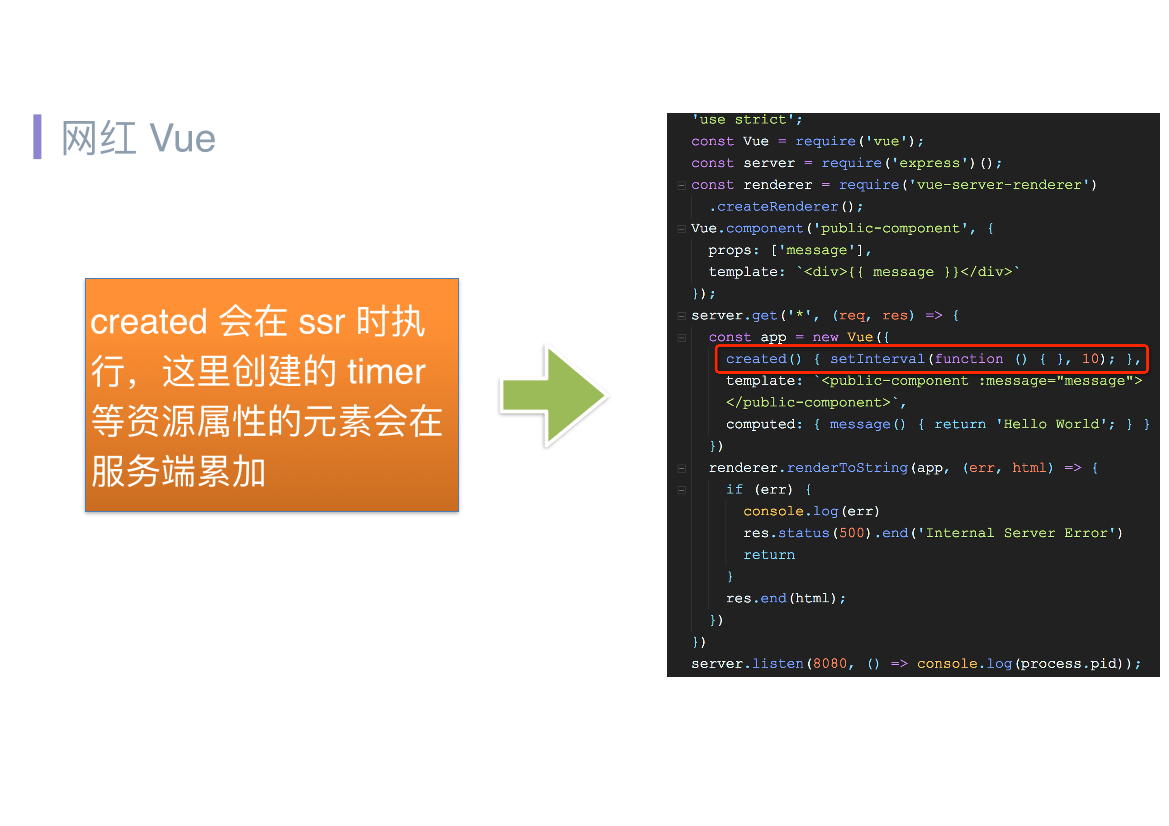 网红 Vue
created 会在 ssr 时执
行，这里创建的 timer
等资源属性的元素会在
服务端累加
'use strict';
const Vue = require('vue');
const server = require('express')();
const renderer = require('vue-server-renderer')
.createRenderer();
Vue.component('public-component', {
props: ['message'],
template: `<div>{{ message }}</div>`
});
server.get('*', (req, res) => {
const app = new Vue({
created() { setInterval(function () { }, 10); },
template: `<public-component :message="message">
</public-component>`,
computed: { message() { return 'Hello World'; } }
})
renderer.renderToString(app, (err, html) => {
if (err) {
console.log(err)
res.status(500).end('Internal Server Error')
return
}
res.end(html);
})
})
server.listen(8080, () => console.log(process.pid));